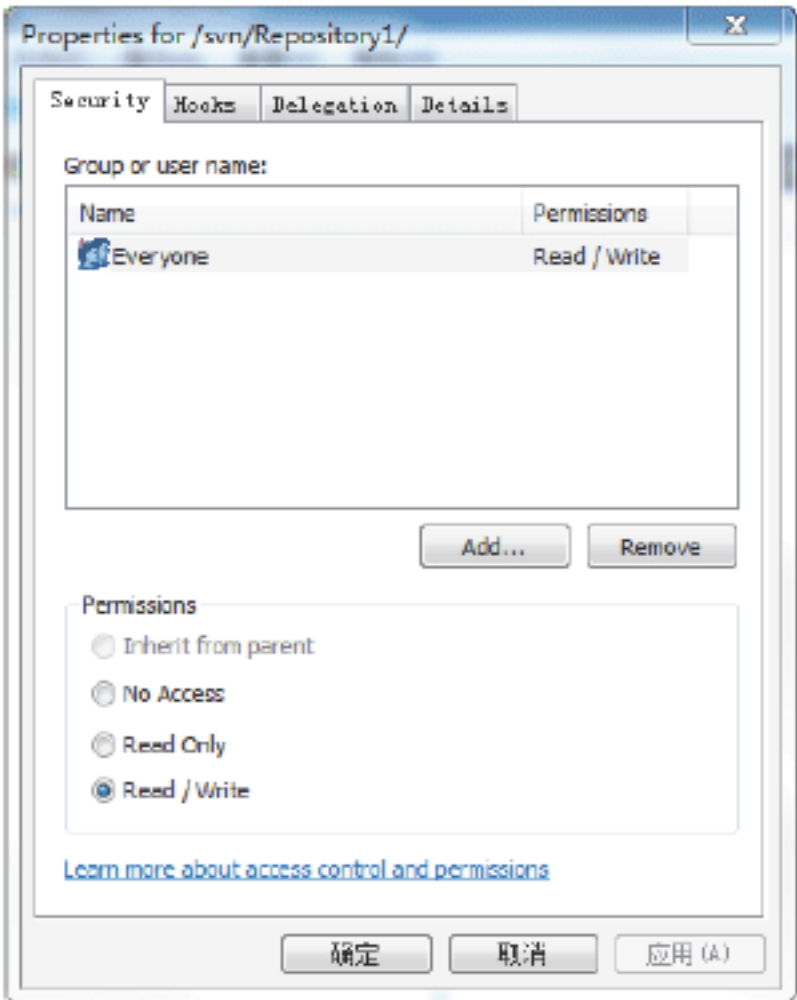 Properties for /svn/Repository1/
Security Hooks Delegation Details
Group or user name:
Name Permissions
Everyone Read / Write
Add... Remove
Permissions
Inherit from parent
No Access
Read Only
Read / Write
Learn more about access control and permissions
确定 取消 应用 (A)